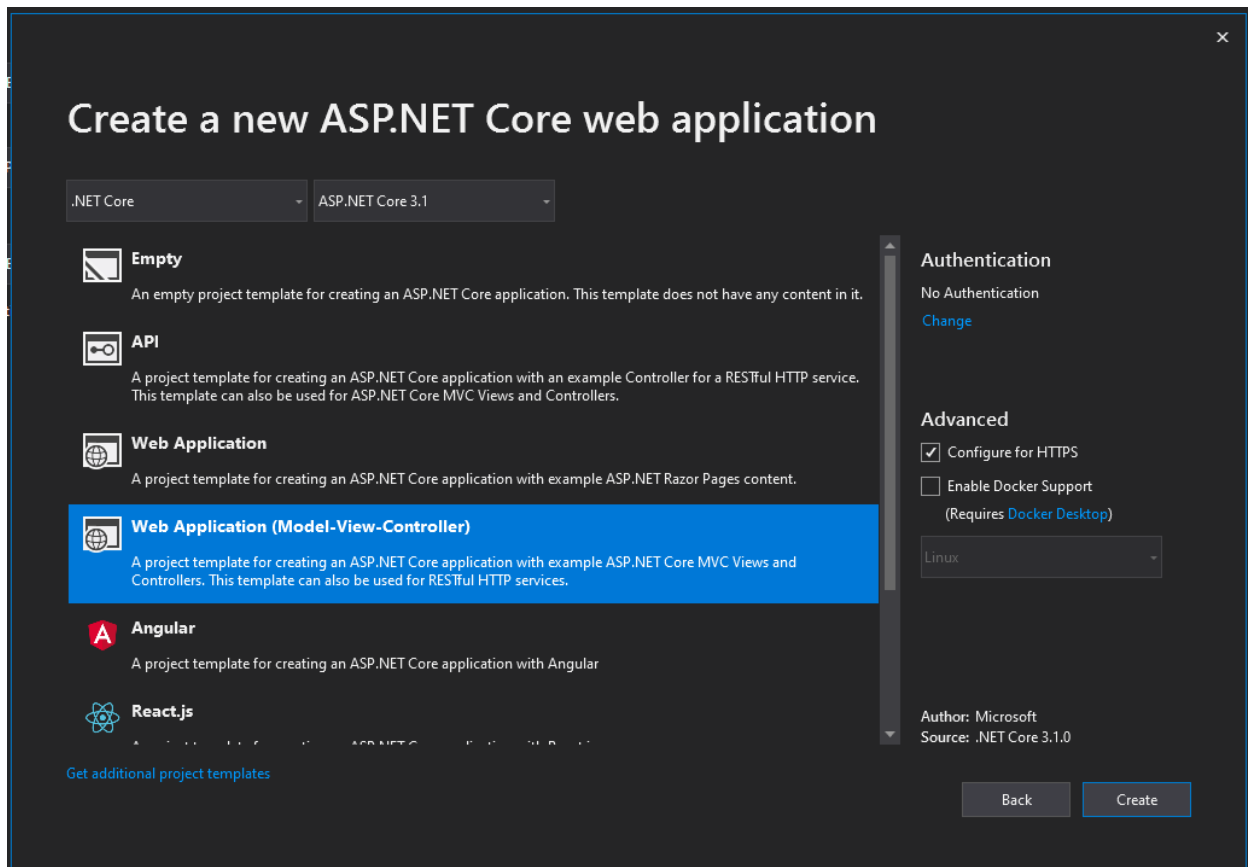 Create a new ASP.NET Core web application
.NET Core
ASP.NET Core 3.1
Empty
An empty project template for creating an ASP.NET Core application. This template does not have any content in it.
API
A project template for creating an ASP.NET Core application with an example Controller for a RESTful HTTP service.
This template can also be used for ASP.NET Core MVC Views and Controllers.
Web Application
A project template for creating an ASP.NET Core application with example ASP.NET Razor Pages content.
Web Application (Model-View-Controller)
A project template for creating an ASP.NET Core application with example ASP.NET Core MVC Views and
Controllers. This template can also be used for RESTful HTTP services.
Angular
A project template for creating an ASP.NET Core application with Angular
React.js
Get additional project templates
Authentication
No Authentication
Change
Advanced
Configure for HTTPS
Enable Docker Support
(Requires Docker Desktop)
Linux
Author: Microsoft
Source: .NET Core 3.1.0
Back
Create